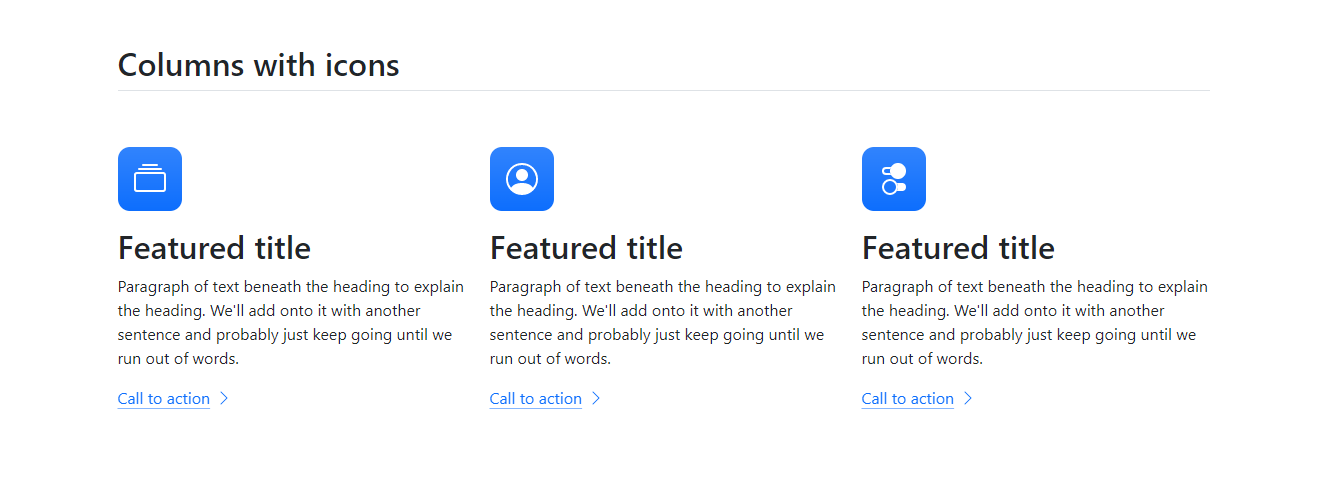 Columns with icons
Featured title
Paragraph of text beneath the heading to explain
the heading. We'll add onto it with another
sentence and probably just keep going until we
run out of words.
Call to action
Featured title
Paragraph of text beneath the heading to explain
the heading. We'll add onto it with another
sentence and probably just keep going until we
run out of words.
Call to action
Featured title
Paragraph of text beneath the heading to explain
the heading. We'll add onto it with another
sentence and probably just keep going until we
run out of words.
Call to action